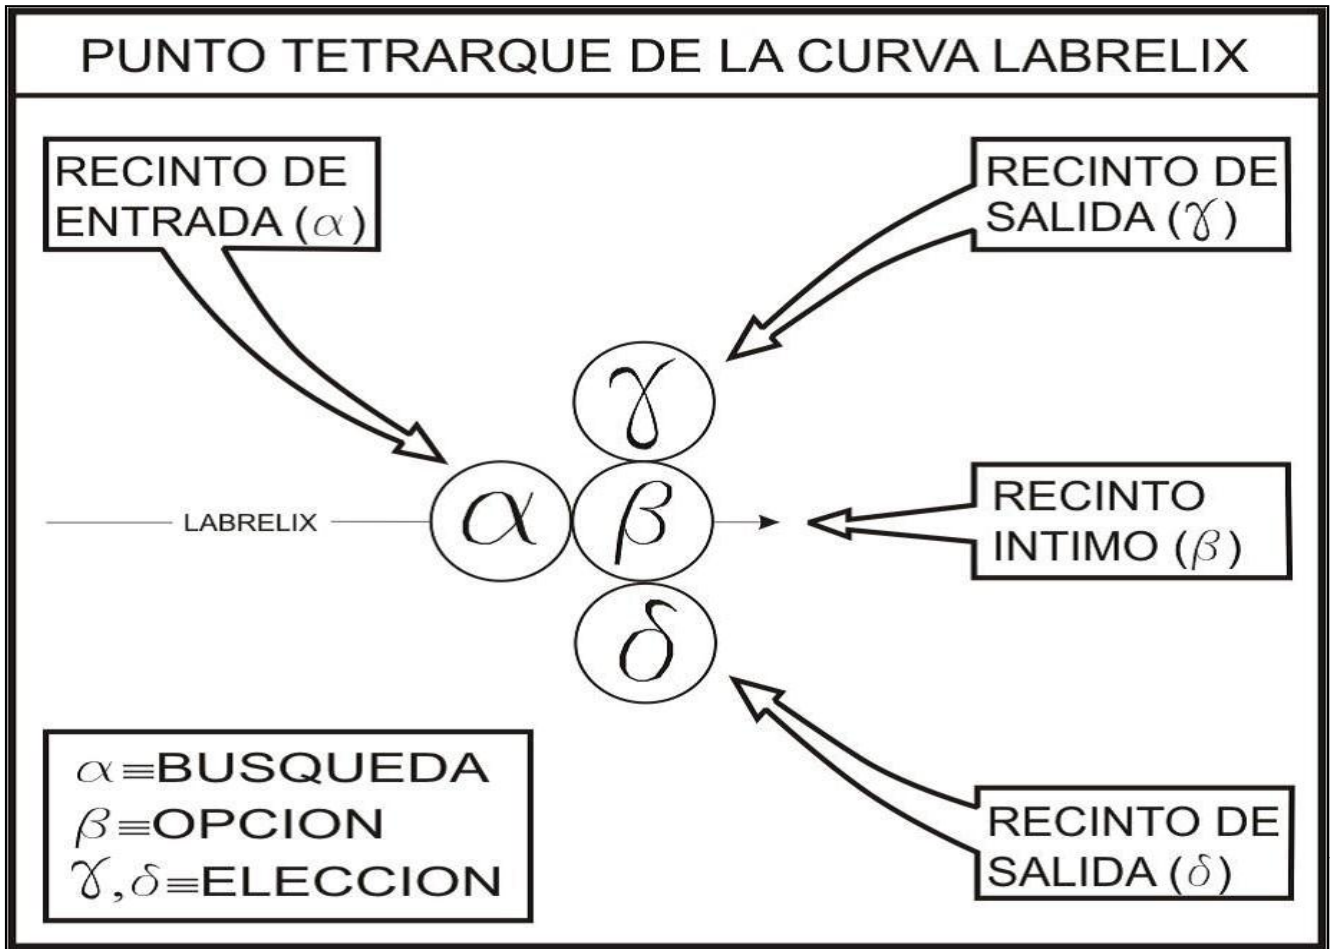 PUNTO TETRARQUE DE LA CURVA LABRELIX
RECINTO DE
ENTRADA (α)
RECINTO DE
SALIDA (γ)
γ
α
β
LABRELIX
δ
RECINTO
ÍNTIMO (β)
α≡BUSQUEDA
β≡OPCION
γ,δ≡ELECCION
RECINTO DE
SALIDA (δ)